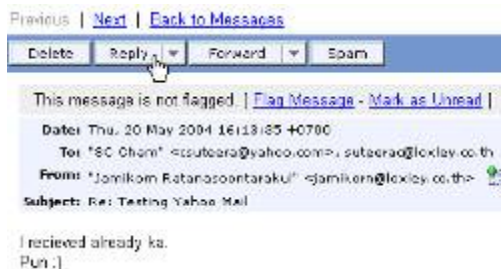 Previous | Next | Back to Messages
Delete Reply Forward Spam
This message is not flagged. [ Flag Message - Mark as Unread ]
Date: Thu, 20 May 2004 16:13:35 +0700
To: "SC Cham" <csuteera@yahoo.com>, suteerac@loxley.co.th
From: "Jamikorn Ratanasoontarakul" <jamikorn@loxley.co.th>
Subject: Re: Testing Yahoo Mail
I recieved already ka.
Pun :)